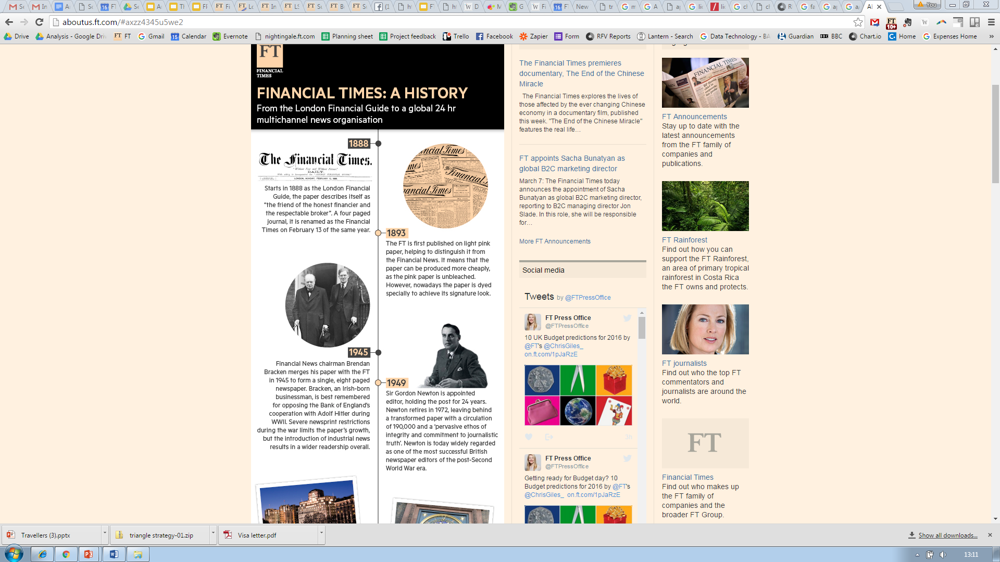 aboutus.ft.com/#axzz4345u5we2
You
Drive
Analysis - Google Dri
FT
Gmail
Calendar
Evernote
nightingale.ft.com
Planning sheet
Project feedback
Trello
Facebook
Zapier
Form
RFV Reports
Lantern - Search
Data Technology - BA
Guardian
BBC
Chart.io
Home
Expenses Home
FT
FINANCIAL
TIMES
FINANCIAL TIMES: A HISTORY
From the London Financial Guide to a global 24 hr
multichannel news organisation
1888
The Financial Times.
LONDON, MONDAY, FEBRUARY 13, 1888.
Starts in 1888 as the London Financial
Guide, the paper describes itself as
“the friend of the honest financier and
the respectable broker”. A four paged
journal, it is renamed as the Financial
Times on February 13 of the same year.
1893
The FT is first published on light pink
paper, helping to distinguish it from
the Financial News. It means that the
paper can be produced more cheaply,
as the pink paper is unbleached.
However, nowadays the paper is dyed
specially to achieve its signature look.
1945
Financial News chairman Brendan
Bracken merges his paper with the FT
in 1945 to form a single, eight paged
newspaper. Bracken, an Irish-born
businessman, is best remembered
for opposing the Bank of England’s
cooperation with Adolf Hitler during
WWII. Severe newsprint restrictions
during the war limits the paper’s growth,
but the introduction of industrial news
results in a wider readership overall.
1949
Sir Gordon Newton is appointed
editor, holding the post for 24 years.
Newton retires in 1972, leaving behind
a transformed paper with a circulation
of 190,000 and a ‘pervasive ethos of
integrity and commitment to journalistic
truth’. Newton is today widely regarded
as one of the most successful British
newspaper editors of the post-Second
World War era.
The Financial Times premieres
documentary, The End of the Chinese
Miracle
The Financial Times explores the lives of
those affected by the ever changing Chinese
economy in a documentary film, published
this week. "The End of the Chinese Miracle"
features the real life…
FT appoints Sacha Bunatyan as
global B2C marketing director
March 7: The Financial Times today
announces the appointment of Sacha
Bunatyan as global B2C marketing director,
reporting to B2C managing director Jon
Slade. In this role, she will be responsible
for…
More FT Announcements
Social media
Tweets by @FTPressOffice
FT Press Office
@FTPressOffice
10 UK Budget predictions for 2016 by
@FT's @ChrisGiles_
on.ft.com/1pJaRzE
3h
FT Press Office
@FTPressOffice
Getting ready for Budget day? 10
Budget predictions for 2016 by @FT's
@ChrisGiles_ on.ft.com/1pJaRzE
FINANCIAL TIMES
FT Announcements
Stay up to date with the
latest announcements
from the FT family of
companies and
publications.
FT Rainforest
Find out how you can
support the FT Rainforest,
an area of primary tropical
rainforest in Costa Rica
the FT owns and protects.
FT journalists
Find out who the top FT
commentators and
journalists are around the
world.
FT
Financial Times
Find out who makes up
the FT family of
companies and the
broader FT Group.
Travellers (3).pptx
triangle strategy-01.zip
Visa letter.pdf
Show all downloads...
13:11